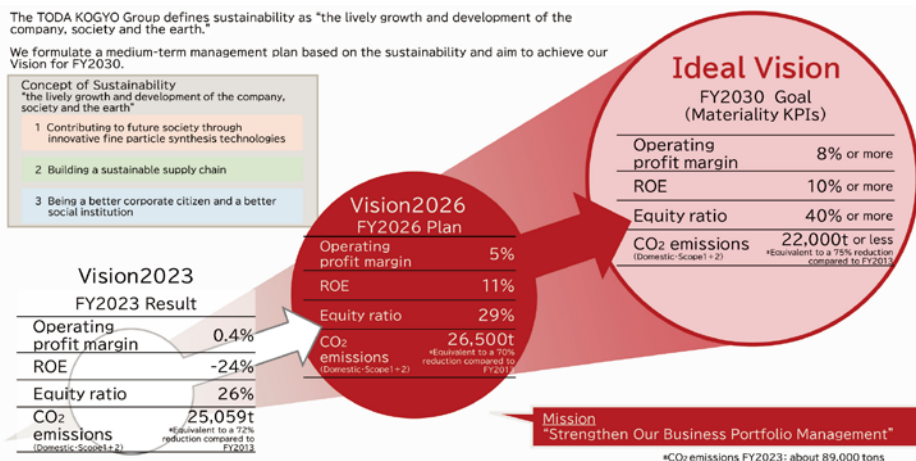 The TODA KOGYO Group defines sustainability as “the lively growth and development of the
company, society and the earth.”
We formulate a medium-term management plan based on the sustainability and aim to achieve our
Vision for FY2030.
Concept of Sustainability
“the lively growth and development of the company,
society and the earth”
1 Contributing to future society through
innovative fine particle synthesis technologies
2 Building a sustainable supply chain
3 Being a better corporate citizen and a better
social institution
Vision2023
FY2023 Result
Operating
profit margin
0.4%
ROE
-24%
Equity ratio
26%
CO₂
emissions
(Domestic·Scope1+2)
25,059t
*Equivalent to a 72%
reduction compared to
FY2013
Vision2026
FY2026 Plan
Operating
profit margin
5%
ROE
11%
Equity ratio
29%
CO₂
emissions
(Domestic·Scope1+2)
26,500t
*Equivalent to a 70%
reduction compared to
FY2013
Ideal Vision
FY2030 Goal
(Materiality KPIs)
Operating
profit margin
8% or more
ROE
10% or more
Equity ratio
40% or more
CO₂ emissions
(Domestic·Scope1+2)
22,000t or less
*Equivalent to a 75% reduction
compared to FY2013
Mission
“Strengthen Our Business Portfolio Management”
*CO₂ emissions FY2023: about 89,000 tons